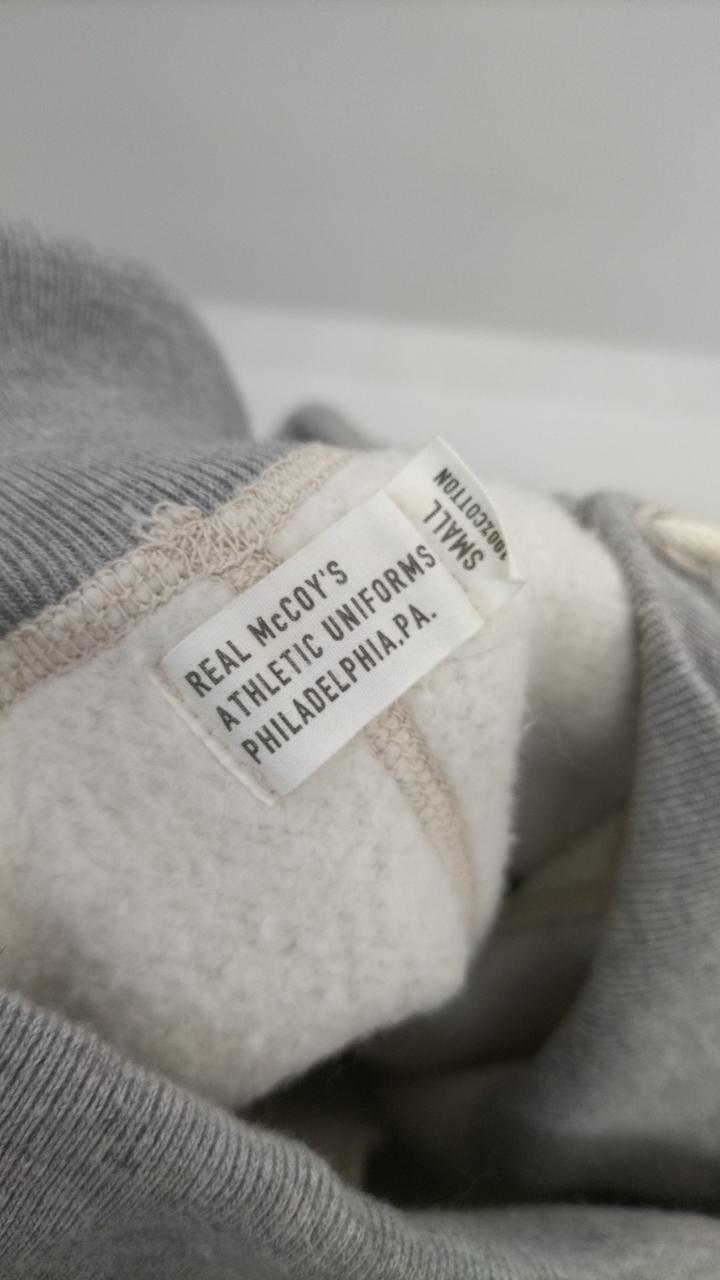 REAL McCOY'S
ATHLETIC UNIFORMS
PHILADELPHIA.PA.
SMALL
100%COTTON